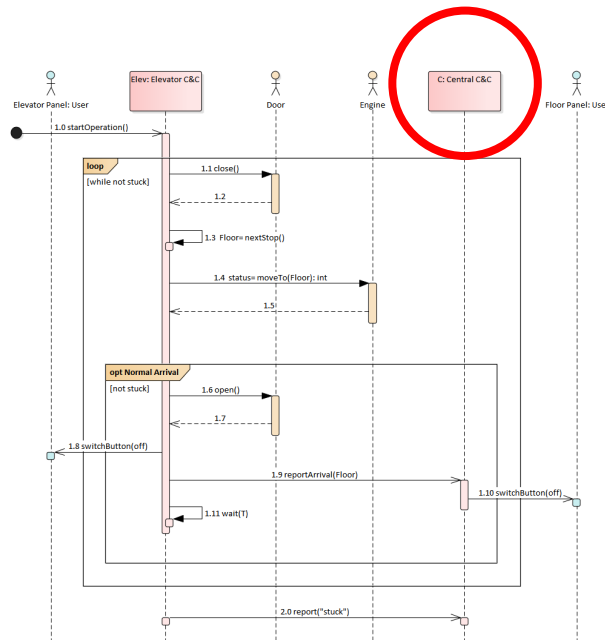 Elev: Elevator C&C
C: Central C&C
Elevator Panel: User
Door
Engine
Floor Panel: Use
1.0 startOperation()
loop
[while not stuck]
1.1 close()
1.2
1.3 Floor= nextStop()
1.4 status= moveTo(Floor): int
1.5
opt Normal Arrival
[not stuck]
1.6 open()
1.7
1.8 switchButton(off)
1.9 reportArrival(Floor)
1.10 switchButton(off)
1.11 wait(T)
2.0 report("stuck")